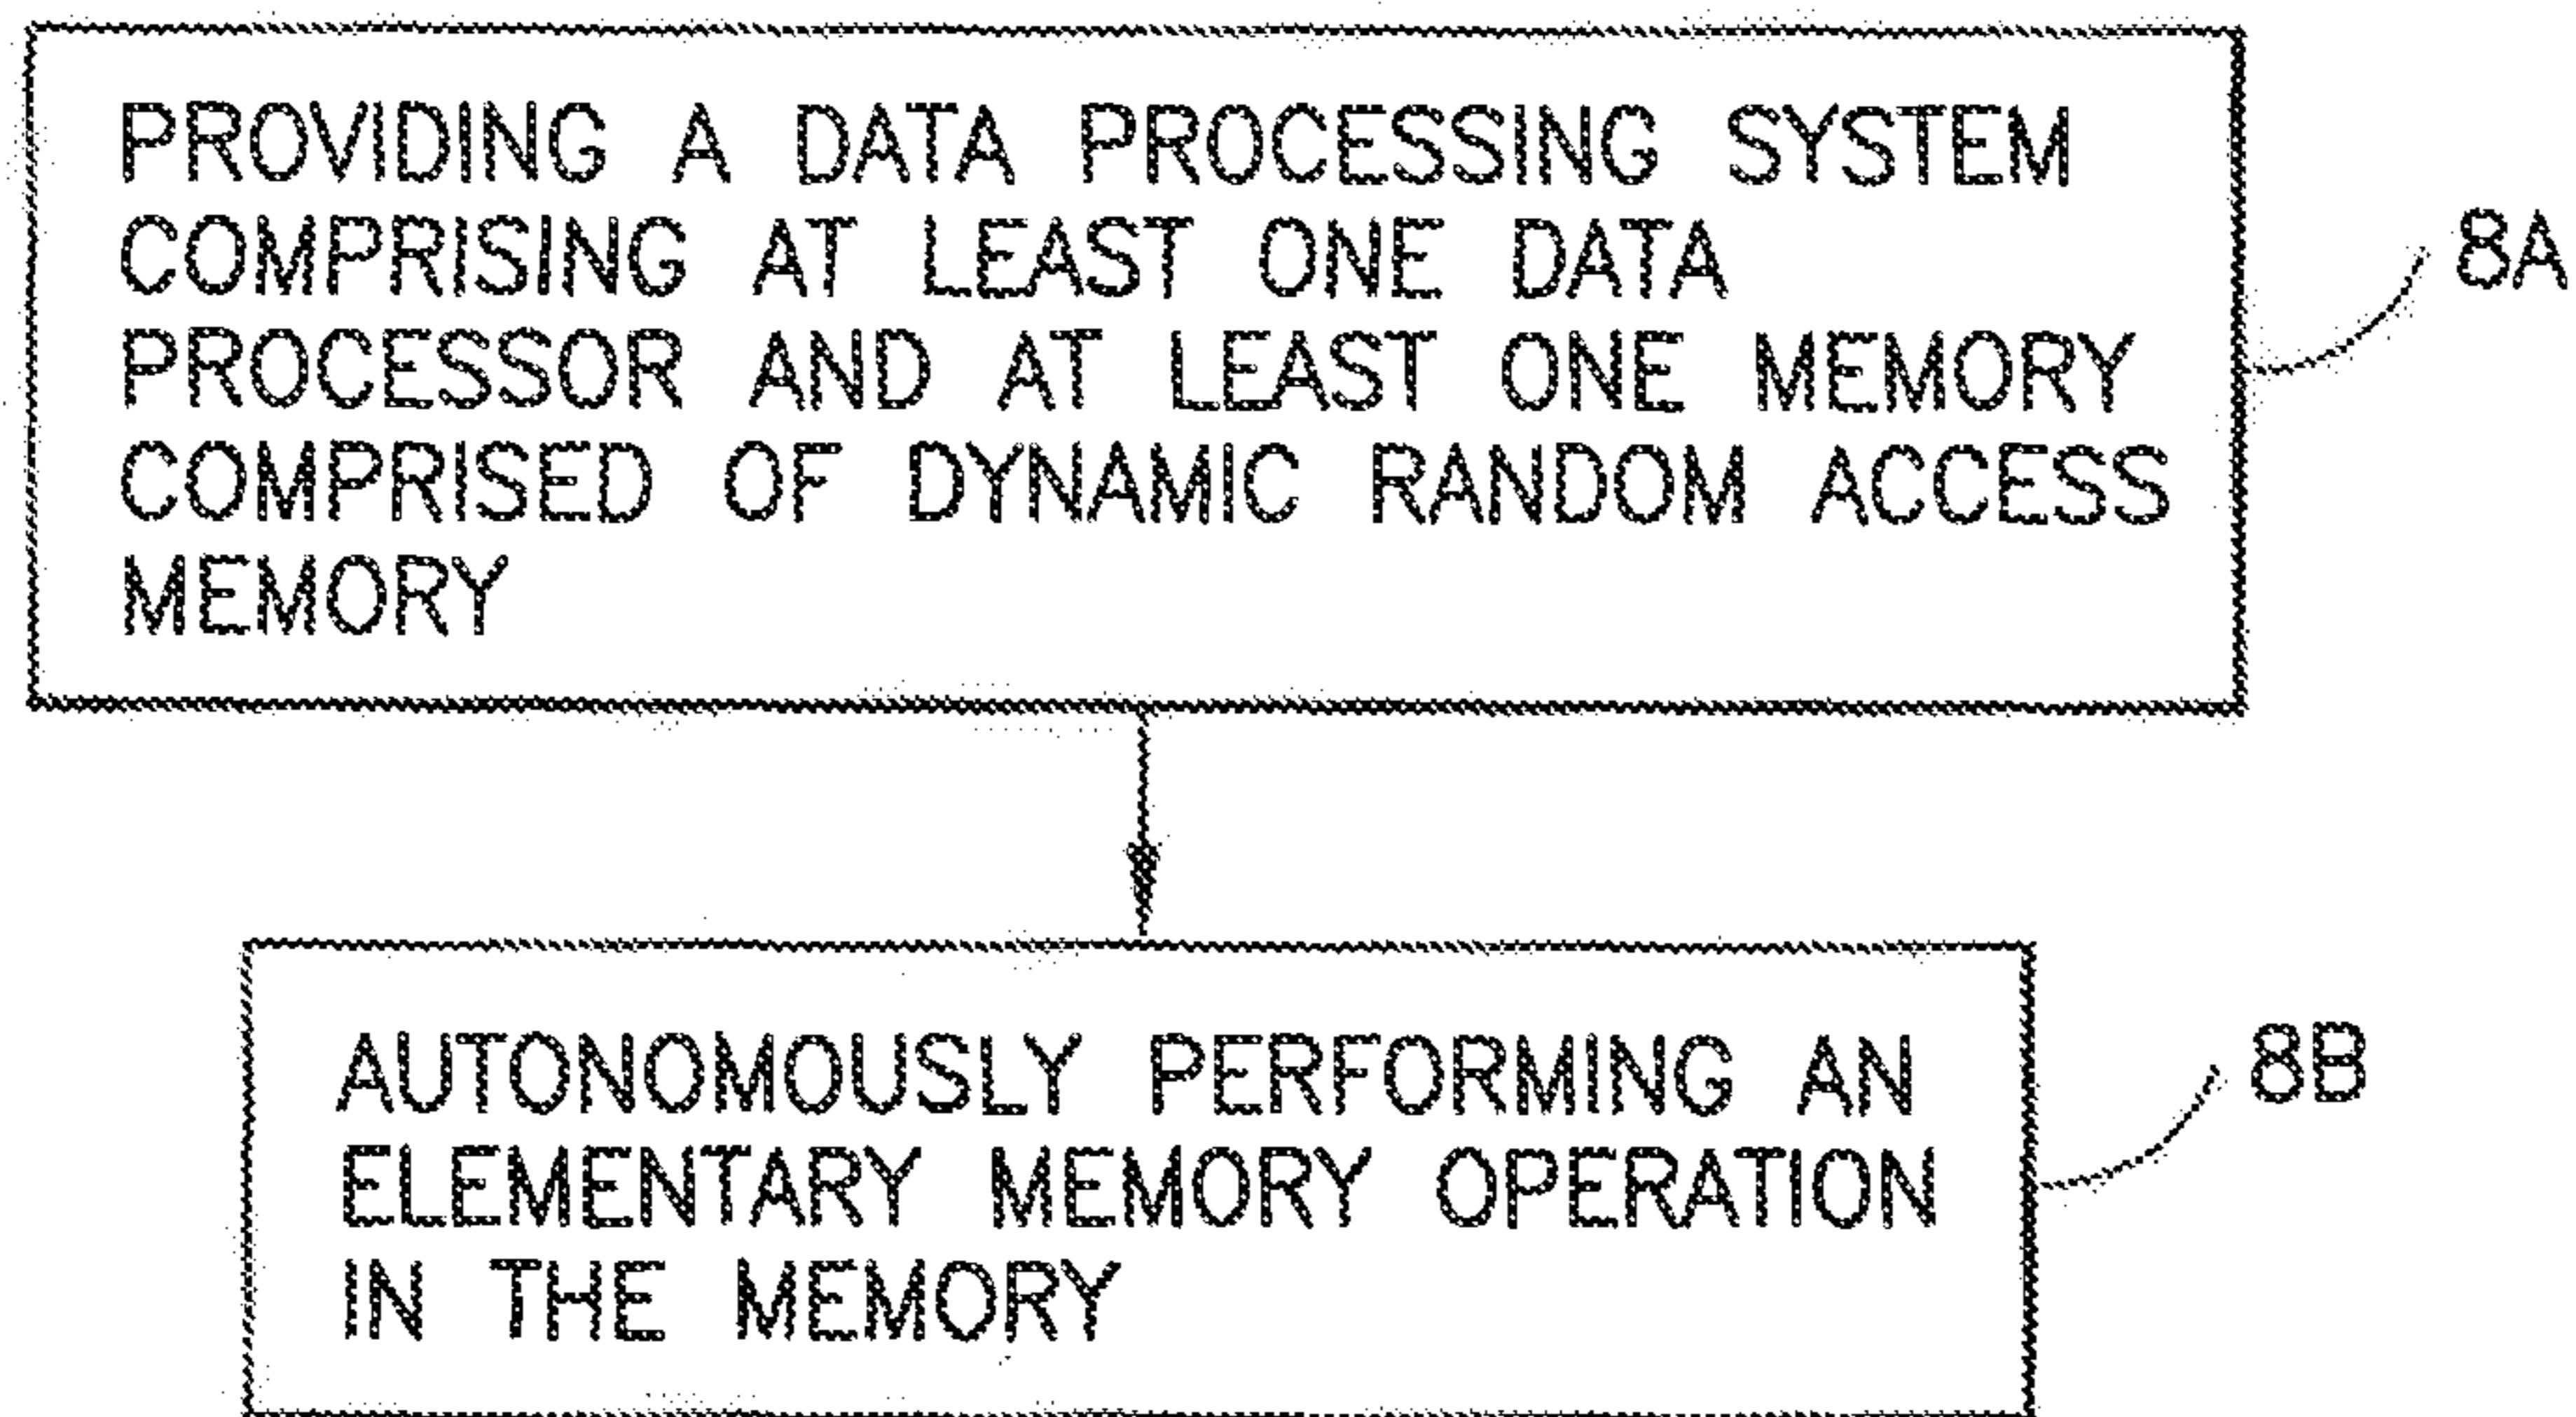 PROVIDING A DATA PROCESSING SYSTEM
COMPRISING AT LEAST ONE DATA
PROCESSOR AND AT LEAST ONE MEMORY
COMPRISED OF DYNAMIC RANDOM ACCESS
MEMORY
8A
AUTONOMOUSLY PERFORMING AN
ELEMENTARY MEMORY OPERATION
IN THE MEMORY
8B